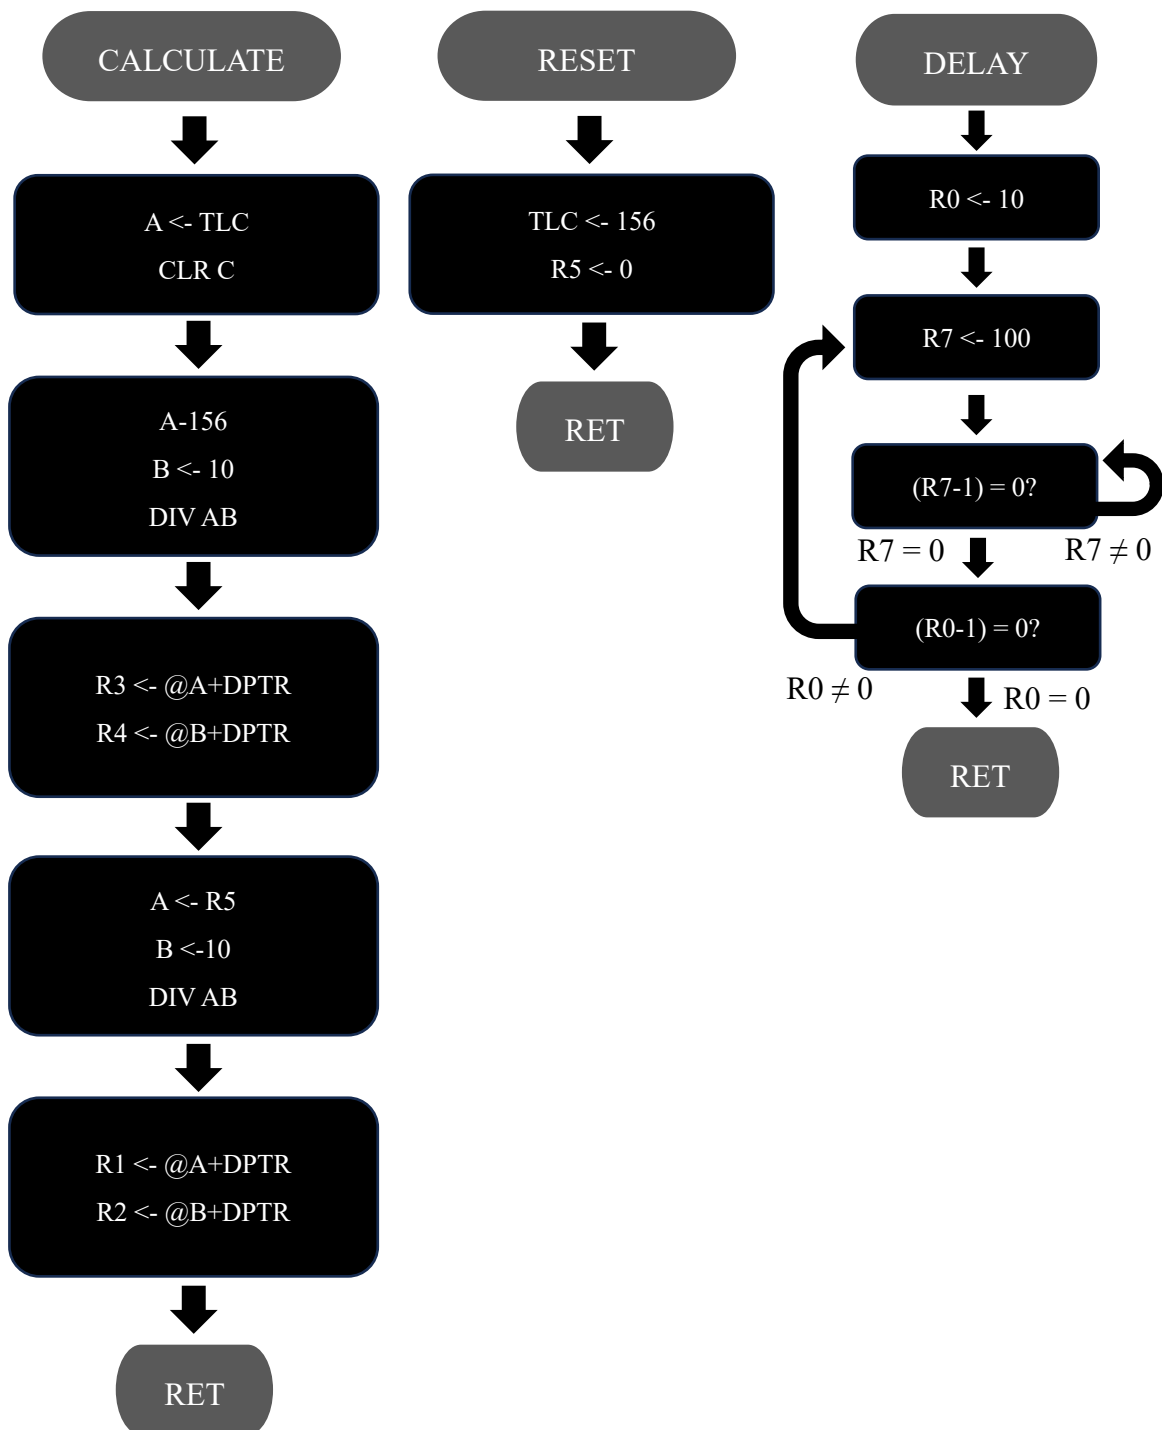 CALCULATE
A <- TLC
CLR C
A-156
B <- 10
DIV AB
R3 <- @A+DPTR
R4 <- @B+DPTR
A <- R5
B <-10
DIV AB
R1 <- @A+DPTR
R2 <- @B+DPTR
RET
RESET
TLC <- 156
R5 <- 0
RET
DELAY
R0 <- 10
R7 <- 100
(R7-1) = 0?
R7 = 0
R7 ≠ 0
(R0-1) = 0?
R0 ≠ 0
R0 = 0
RET